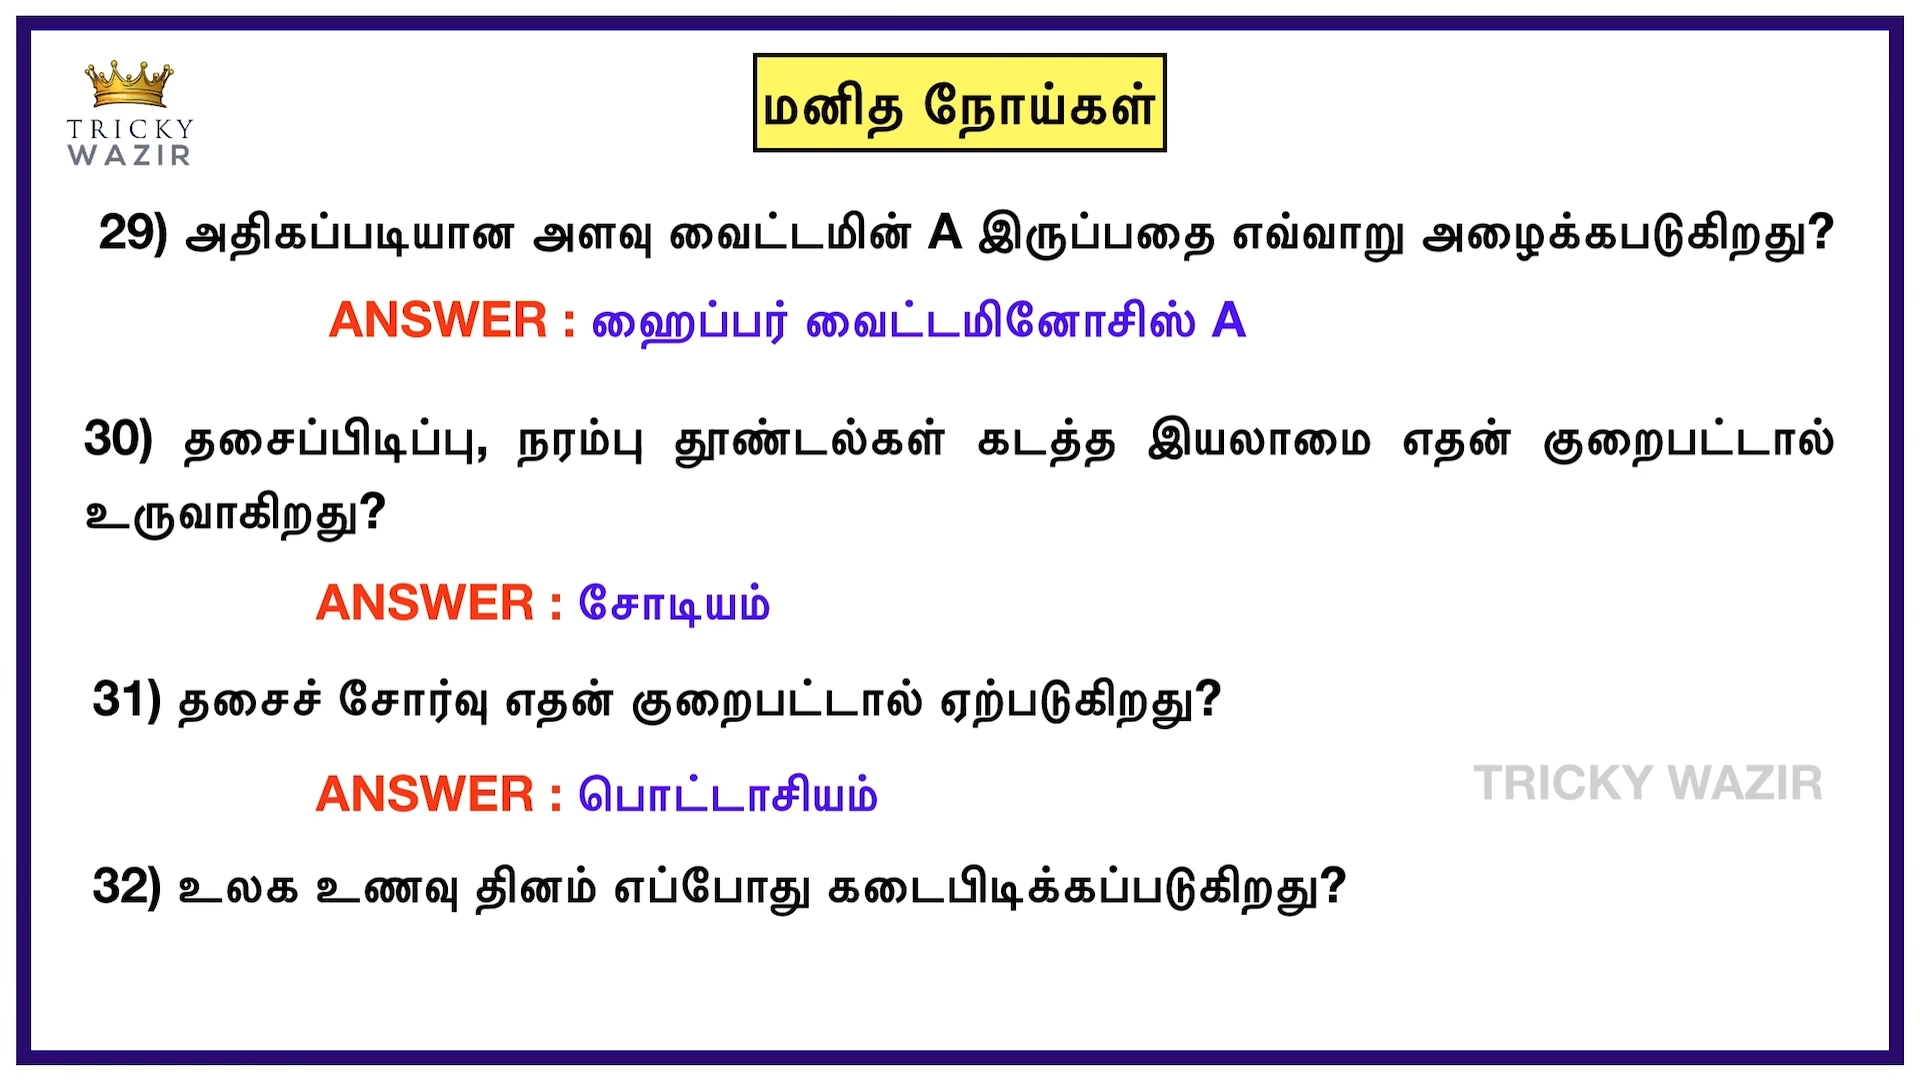 TRICKY
WAZIR
மனித நோய்கள்
29) அதிகப்படியான அளவு வைட்டமின் A இருப்பதை எவ்வாறு அழைக்கபடுகிறது?
ANSWER : ஹைப்பர் வைட்டமினோசிஸ் A
30) தசைப்பிடிப்பு, நரம்பு தூண்டல்கள் கடத்த இயலாமை எதன் குறைபட்டால்
உருவாகிறது?
ANSWER : சோடியம்
31) தசைச் சோர்வு எதன் குறைபட்டால் ஏற்படுகிறது?
TRICKY WAZIR
ANSWER : பொட்டாசியம்
32) உலக உணவு தினம் எப்போது கடைபிடிக்கப்படுகிறது?